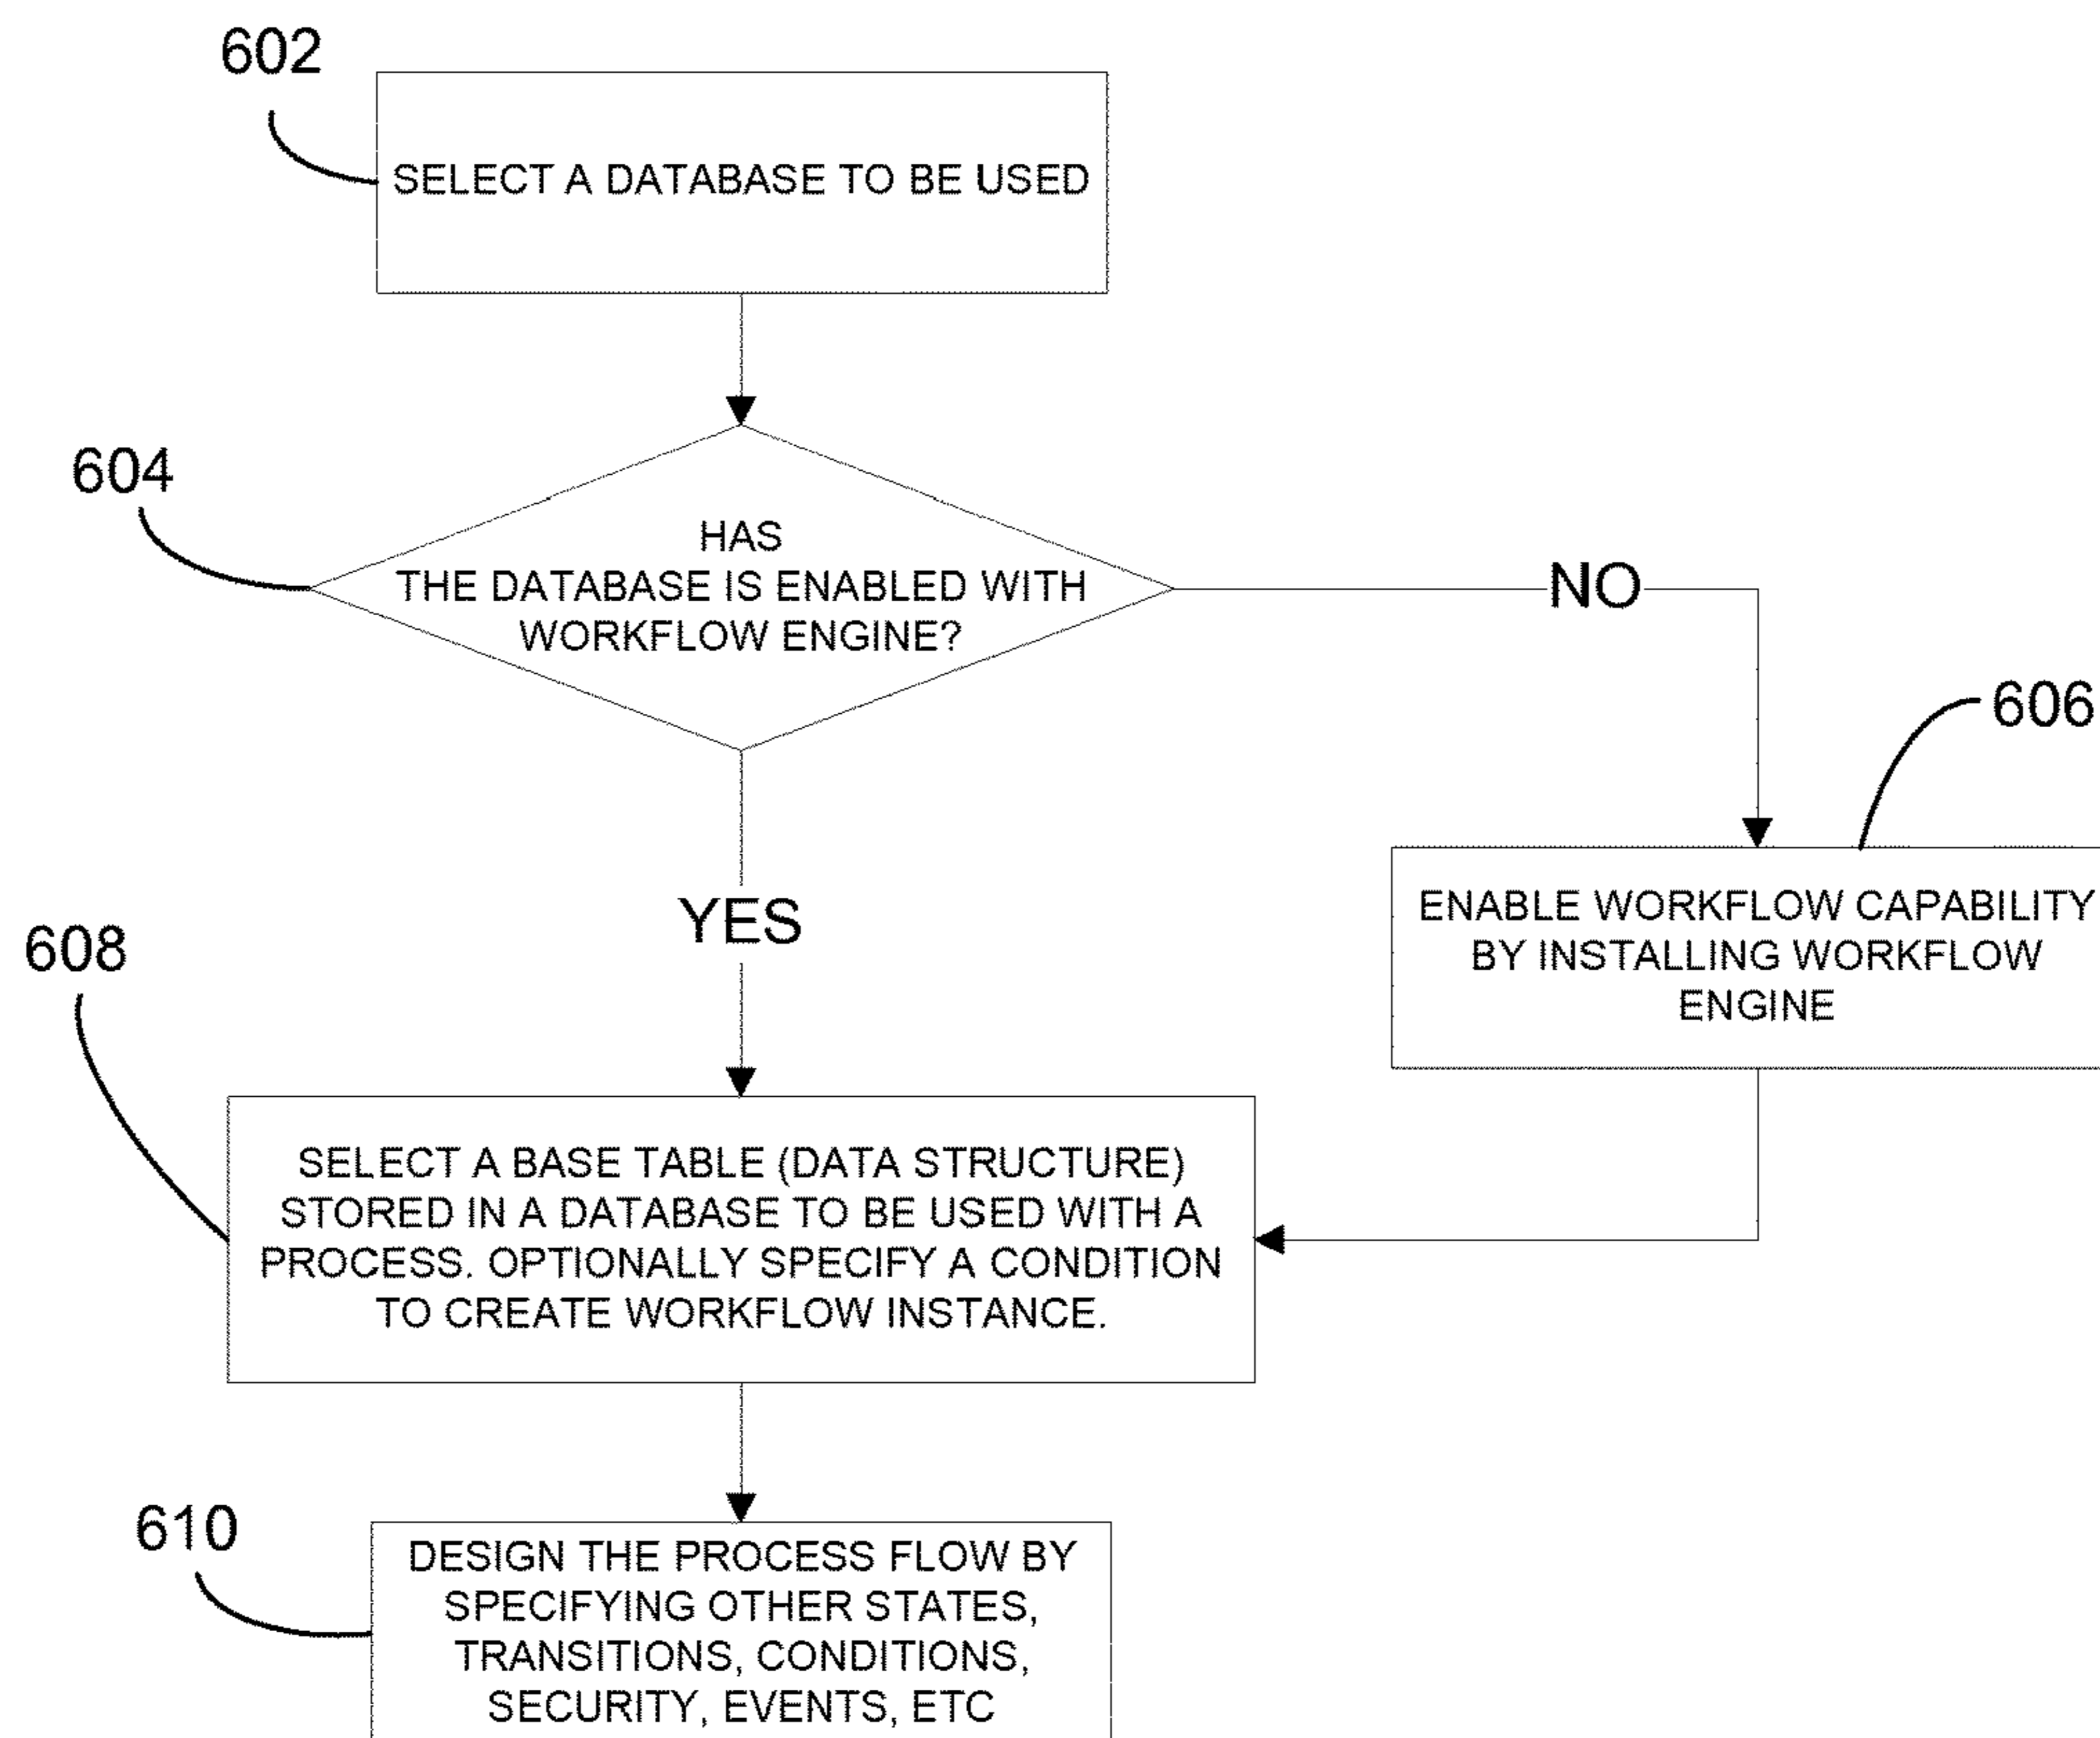 602
SELECT A DATABASE TO BE USED
604
HAS
THE DATABASE IS ENABLED WITH
WORKFLOW ENGINE?
NO
606
ENABLE WORKFLOW CAPABILITY
BY INSTALLING WORKFLOW
ENGINE
YES
608
SELECT A BASE TABLE (DATA STRUCTURE)
STORED IN A DATABASE TO BE USED WITH A
PROCESS. OPTIONALLY SPECIFY A CONDITION
TO CREATE WORKFLOW INSTANCE.
610
DESIGN THE PROCESS FLOW BY
SPECIFYING OTHER STATES,
TRANSITIONS, CONDITIONS,
SECURITY, EVENTS, ETC